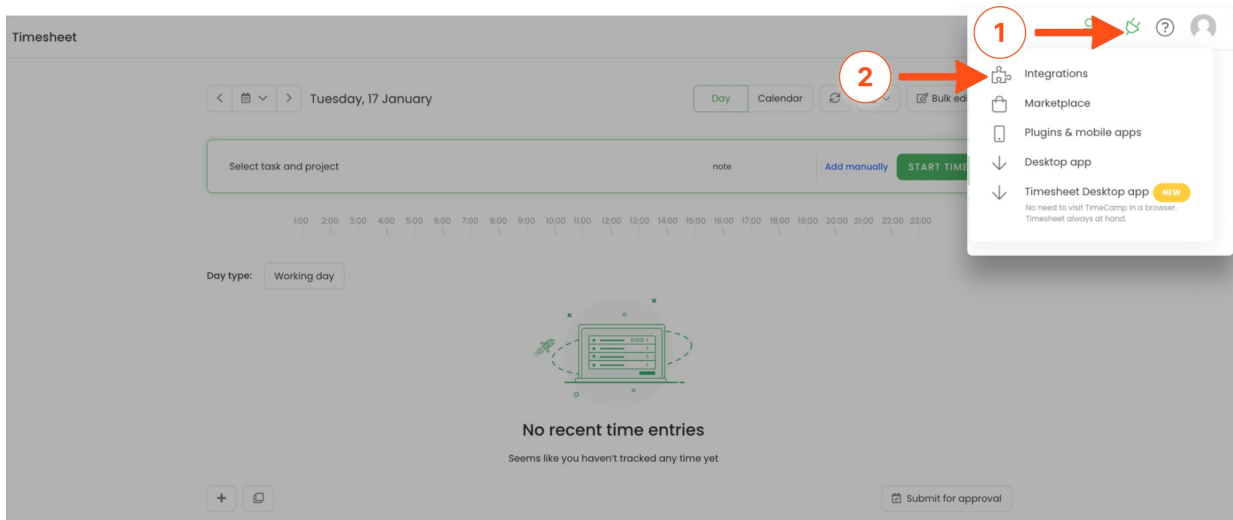 Timesheet
1
2
Tuesday, 17 January
Day
Calendar
Bulk edi
Integrations
Marketplace
Plugins & mobile apps
Desktop app
Timesheet Desktop app NEW
No need to visit TimeCamp in a browser.
Timesheet always at hand.
Select task and project
note
Add manually
START TIME
1:00 2:00 3:00 4:00 5:00 6:00 7:00 8:00 9:00 10:00 11:00 12:00 13:00 14:00 15:00 16:00 17:00 18:00 19:00 20:00 21:00 22:00 23:00
Day type: Working day
No recent time entries
Seems like you haven't tracked any time yet
Submit for approval